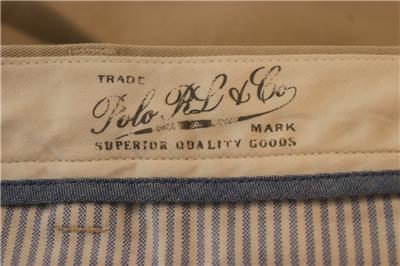 TRADE
Polo RL & Co
MARK
SUPERIOR QUALITY GOODS